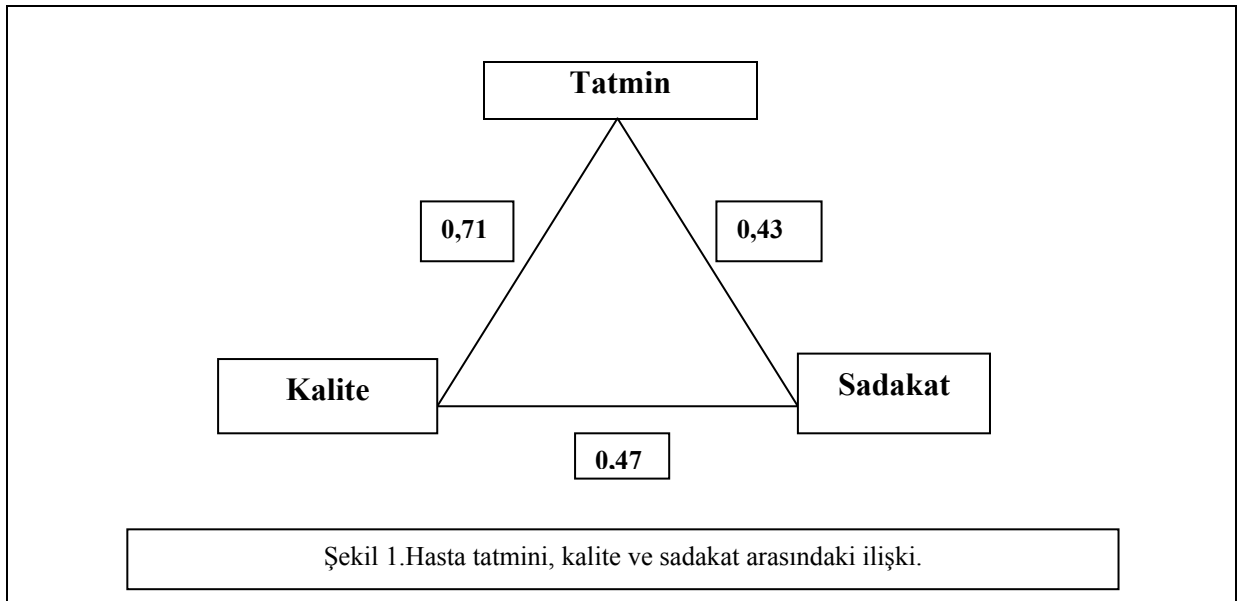 Tatmin
0,71
0,43
Kalite
Sadakat
0.47
Şekil 1.Hasta tatmini, kalite ve sadakat arasındaki ilişki.